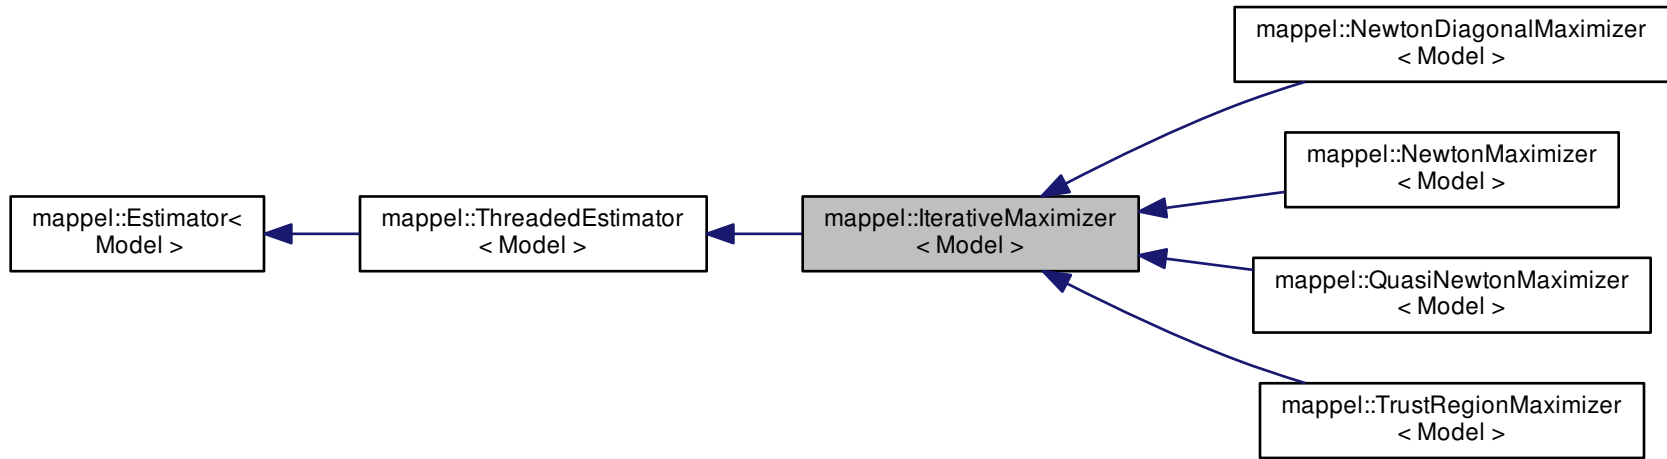 mappel::Estimator<
Model >
mappel::ThreadedEstimator
< Model >
mappel::IterativeMaximizer
< Model >
mappel::NewtonDiagonalMaximizer
< Model >
mappel::NewtonMaximizer
< Model >
mappel::QuasiNewtonMaximizer
< Model >
mappel::TrustRegionMaximizer
< Model >